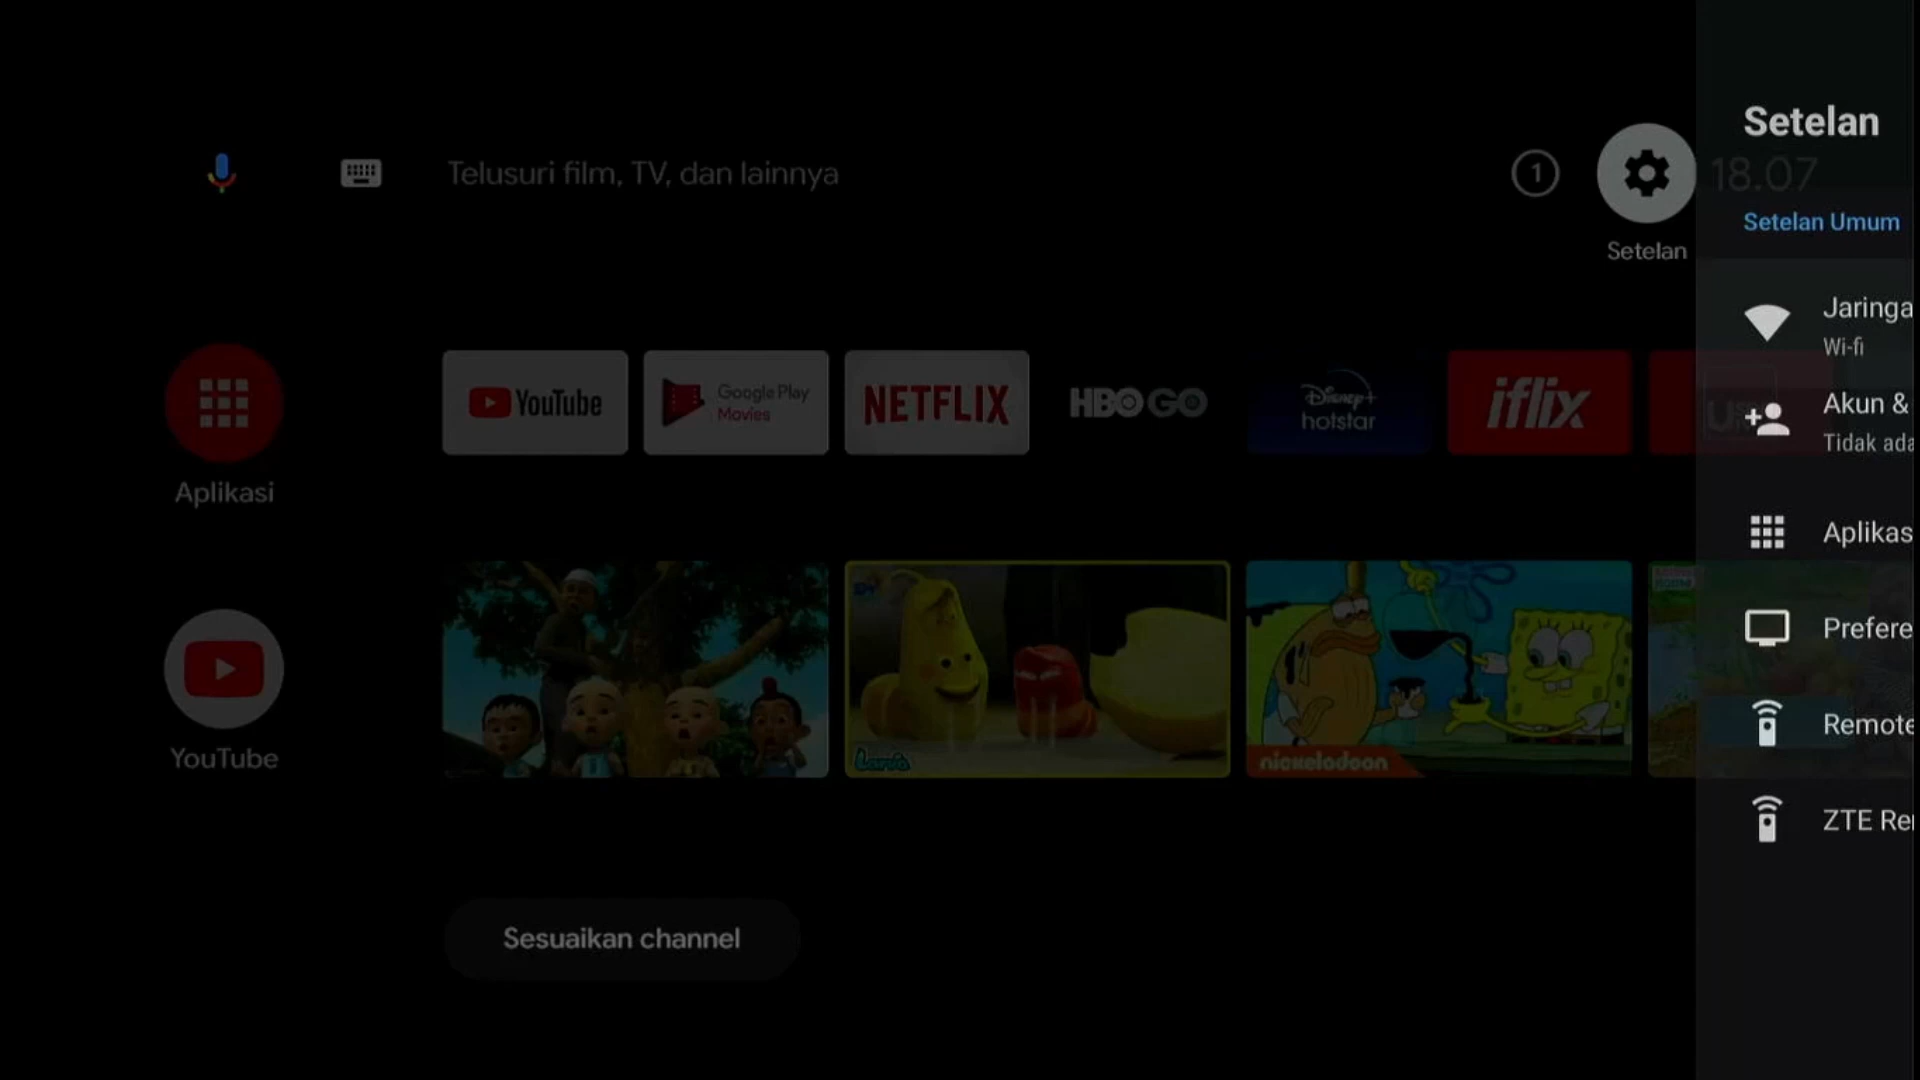 Telusuri film, TV, dan lainnya
1
18.07
Setelan
Aplikasi
YouTube
Google Play
Movies
NETFLIX
HBO GO
Disney+
hotstar
iflix
Larva
nickelodeon
YouTube
Sesuaikan channel
Setelan
Setelan Umum
Jaringa
Wi-fi
Akun &
Tidak ada
Aplikas
Prefere
Remote
ZTE Re